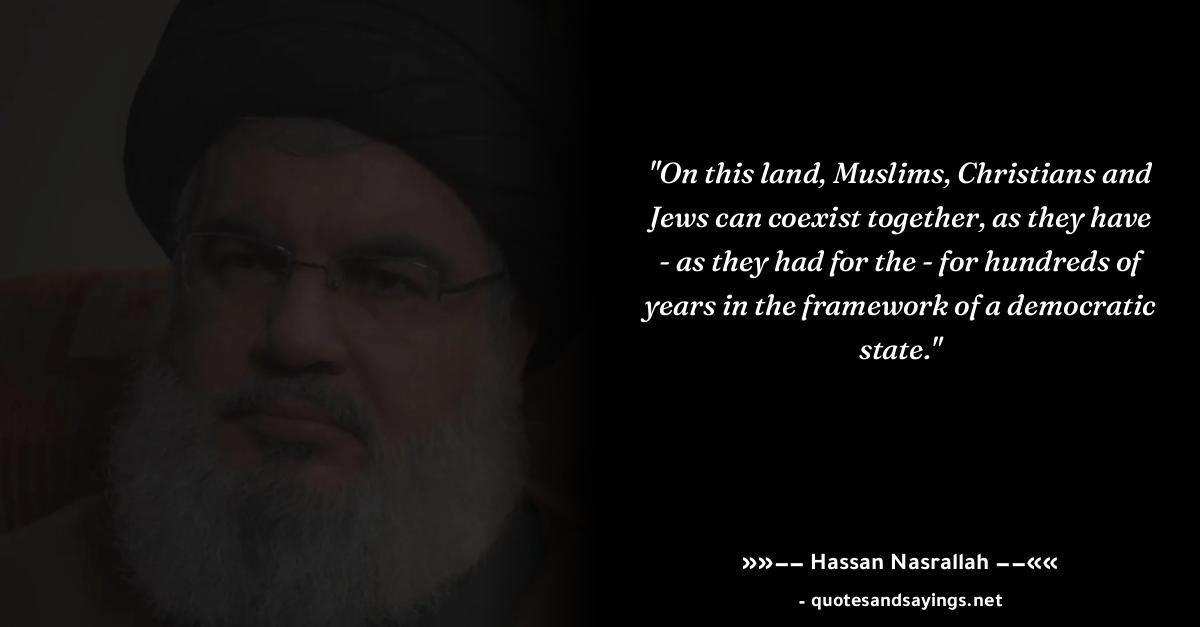 "On this land, Muslims, Christians and
Jews can coexist together, as they have
- as they had for the - for hundreds of
years in the framework of a democratic
state."
»»–– Hassan Nasrallah ––««
- quotesandsayings.net